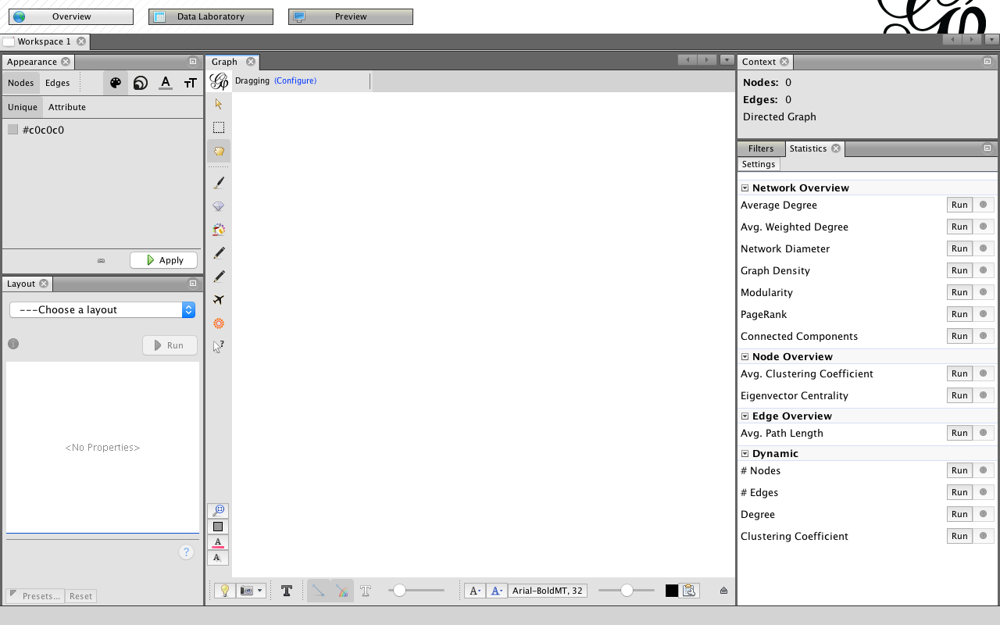 Overview
Data Laboratory
Preview
Workspace 1
Appearance
Nodes
Edges
A
Unique
Attribute
#c0c0c0
Apply
Layout
---Choose a layout
Run
<No Properties>
?
Presets...
Reset
Graph
Dragging (Configure)
Arial-BoldMT, 32
Context
Nodes: 0
Edges: 0
Directed Graph
Filters
Statistics
Settings
Network Overview
Average Degree Run
Avg. Weighted Degree Run
Network Diameter Run
Graph Density Run
Modularity Run
PageRank Run
Connected Components Run
Node Overview
Avg. Clustering Coefficient Run
Eigenvector Centrality Run
Edge Overview
Avg. Path Length Run
Dynamic
# Nodes Run
# Edges Run
Degree Run
Clustering Coefficient Run